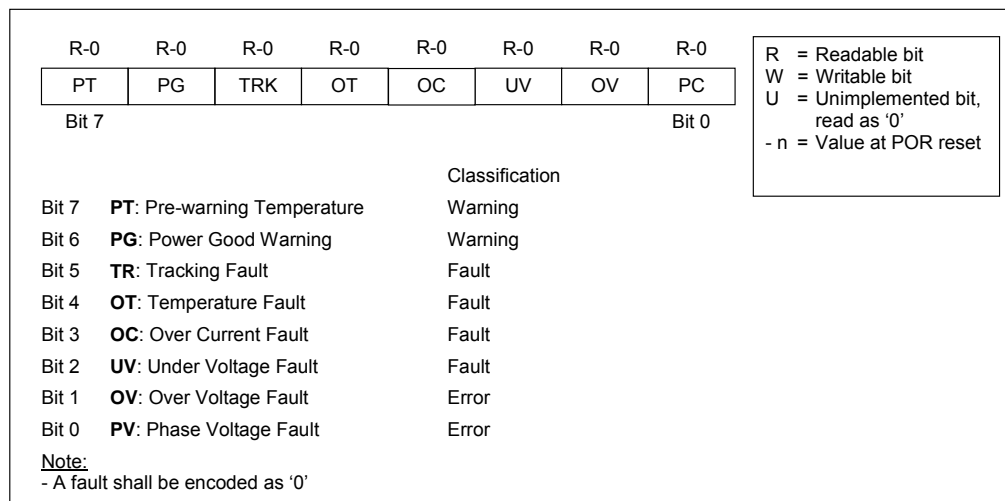 R-0 R-0 R-0 R-0 R-0 R-0 R-0 R-0
PT PG TRK OT OC UV OV PC
Bit 7 Bit 0
R = Readable bit
W = Writable bit
U = Unimplemented bit,
read as ‘0’
- n = Value at POR reset
Classification
Bit 7 PT: Pre-warning Temperature Warning
Bit 6 PG: Power Good Warning Warning
Bit 5 TR: Tracking Fault Fault
Bit 4 OT: Temperature Fault Fault
Bit 3 OC: Over Current Fault Fault
Bit 2 UV: Under Voltage Fault Fault
Bit 1 OV: Over Voltage Fault Error
Bit 0 PV: Phase Voltage Fault Error
Note:
- A fault shall be encoded as ‘0’